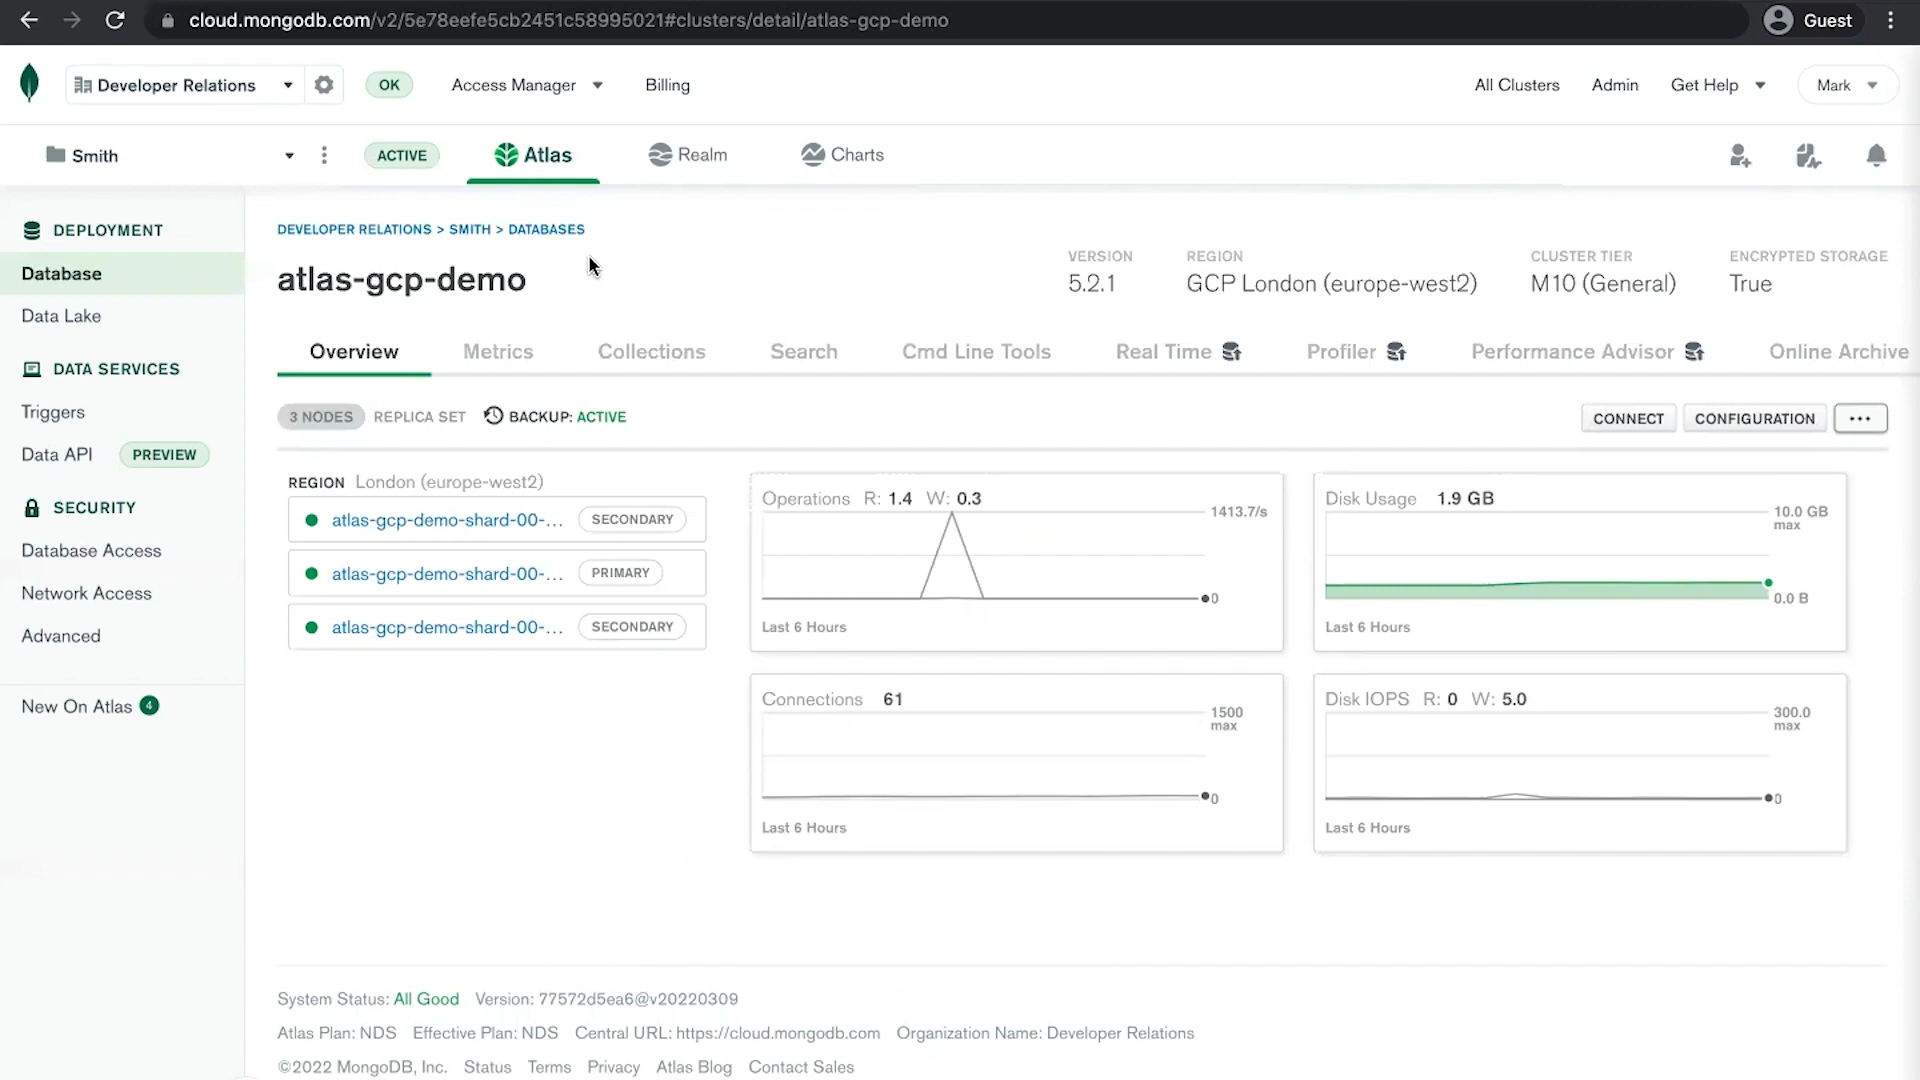 cloud.mongodb.com/v2/5e78eefe5cb2451c58995021#clusters/detail/atlas-gcp-demo
Guest
Developer Relations
OK
Access Manager
Billing
All Clusters
Admin
Get Help
Mark
Smith
ACTIVE
Atlas
Realm
Charts
DEPLOYMENT
Database
Data Lake
DATA SERVICES
Triggers
Data API PREVIEW
SECURITY
Database Access
Network Access
Advanced
New On Atlas 4
DEVELOPER RELATIONS > SMITH > DATABASES
atlas-gcp-demo
VERSION
5.2.1
REGION
GCP London (europe-west2)
CLUSTER TIER
M10 (General)
ENCRYPTED STORAGE
True
Overview
Metrics
Collections
Search
Cmd Line Tools
Real Time
Profiler
Performance Advisor
Online Archive
3 NODES REPLICA SET BACKUP: ACTIVE
CONNECT
CONFIGURATION
...
REGION London (europe-west2)
atlas-gcp-demo-shard-00-... SECONDARY
atlas-gcp-demo-shard-00-... PRIMARY
atlas-gcp-demo-shard-00-... SECONDARY
Operations R: 1.4 W: 0.3
1413.7/s
0
Last 6 Hours
Disk Usage 1.9 GB
10.0 GB
max
0.0 B
Last 6 Hours
Connections 61
1500
max
0
Last 6 Hours
Disk IOPS R: 0 W: 5.0
300.0
max
0
Last 6 Hours
System Status: All Good Version: 77572d5ea6@v20220309
Atlas Plan: NDS Effective Plan: NDS Central URL: https://cloud.mongodb.com Organization Name: Developer Relations
©2022 MongoDB, Inc. Status Terms Privacy Atlas Blog Contact Sales